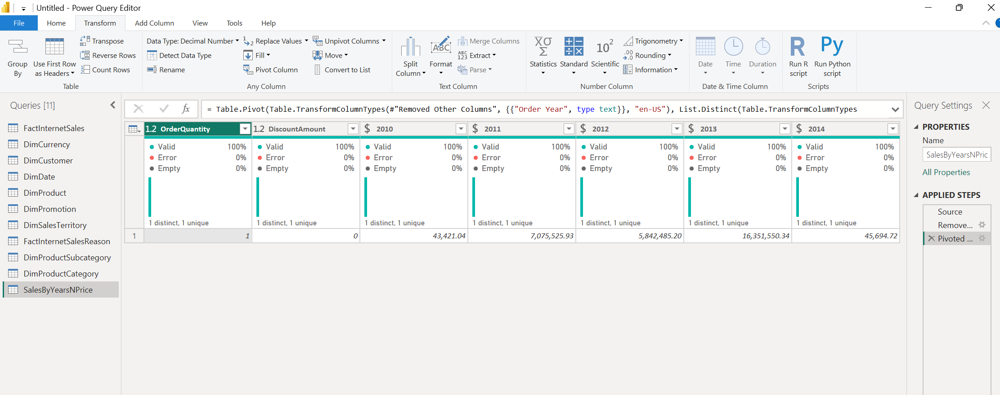 Untitled - Power Query Editor
File Home Transform Add Column View Tools Help
Group By
Use First Row as Headers
Transpose
Reverse Rows
Count Rows
Table
Data Type: Decimal Number
Detect Data Type
Rename
Replace Values
Fill
Pivot Column
Unpivot Columns
Move
Convert to List
Any Column
Split Column
Format
Merge Columns
Extract
Parse
Text Column
Statistics
Standard
Scientific
Trigonometry
Rounding
Information
Number Column
Date
Time
Duration
Date & Time Column
Run R script
Run Python script
Scripts
Queries [11]
FactInternetSales
DimCurrency
DimCustomer
DimDate
DimProduct
DimPromotion
DimSalesTerritory
FactInternetSalesReason
DimProductSubcategory
DimProductCategory
SalesByYearsNPrice
= Table.Pivot(Table.TransformColumnTypes(#"Removed Other Columns", {{"Order Year", type text}}, "en-US"), List.Distinct(Table.TransformColumnTypes
1.2 OrderQuantity 1.2 DiscountAmount $ 2010 $ 2011 $ 2012 $ 2013 $ 2014
Valid 100% Valid 100% Valid 100% Valid 100% Valid 100% Valid 100% Valid 100%
Error 0% Error 0% Error 0% Error 0% Error 0% Error 0% Error 0%
Empty 0% Empty 0% Empty 0% Empty 0% Empty 0% Empty 0% Empty 0%
1 distinct, 1 unique 1 distinct, 1 unique 1 distinct, 1 unique 1 distinct, 1 unique 1 distinct, 1 unique 1 distinct, 1 unique 1 distinct, 1 unique
1 1 0 43,421.04 7,075,525.93 5,842,485.20 16,351,550.34 45,694.72
Query Settings
PROPERTIES
Name
SalesByYearsNPric
All Properties
APPLIED STEPS
Source
Remove...
Pivoted ...